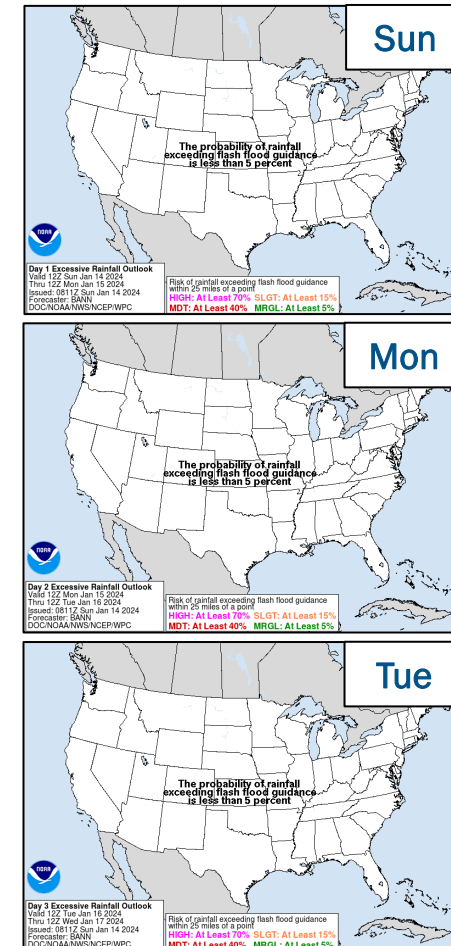 Sun
The probability of rainfall
exceeding flash flood guidance
is less than 5 percent
NOAA
Day 1 Excessive Rainfall Outlook
Valid 12Z Sun Jan 14 2024
Thru 12Z Mon Jan 15 2024
Issued: 0811Z Sun Jan 14 2024
Forecaster: BANN
DOC/NOAA/NWS/NCEP/WPC
Risk of rainfall exceeding flash flood guidance
within 25 miles of a point
HIGH: At Least 70% SLGT: At Least 15%
MDT: At Least 40% MRGL: At Least 5%
Mon
The probability of rainfall
exceeding flash flood guidance
is less than 5 percent
NOAA
Day 2 Excessive Rainfall Outlook
Valid 12Z Mon Jan 15 2024
Thru 12Z Tue Jan 16 2024
Issued: 0811Z Sun Jan 14 2024
Forecaster: BANN
DOC/NOAA/NWS/NCEP/WPC
Risk of rainfall exceeding flash flood guidance
within 25 miles of a point
HIGH: At Least 70% SLGT: At Least 15%
MDT: At Least 40% MRGL: At Least 5%
Tue
The probability of rainfall
exceeding flash flood guidance
is less than 5 percent
NOAA
Day 3 Excessive Rainfall Outlook
Valid 12Z Tue Jan 16 2024
Thru 12Z Wed Jan 17 2024
Issued: 0811Z Sun Jan 14 2024
Forecaster: BANN
DOC/NOAA/NWS/NCEP/WPC
Risk of rainfall exceeding flash flood guidance
within 25 miles of a point
HIGH: At Least 70% SLGT: At Least 15%
MDT: At Least 40% MRGL: At Least 5%